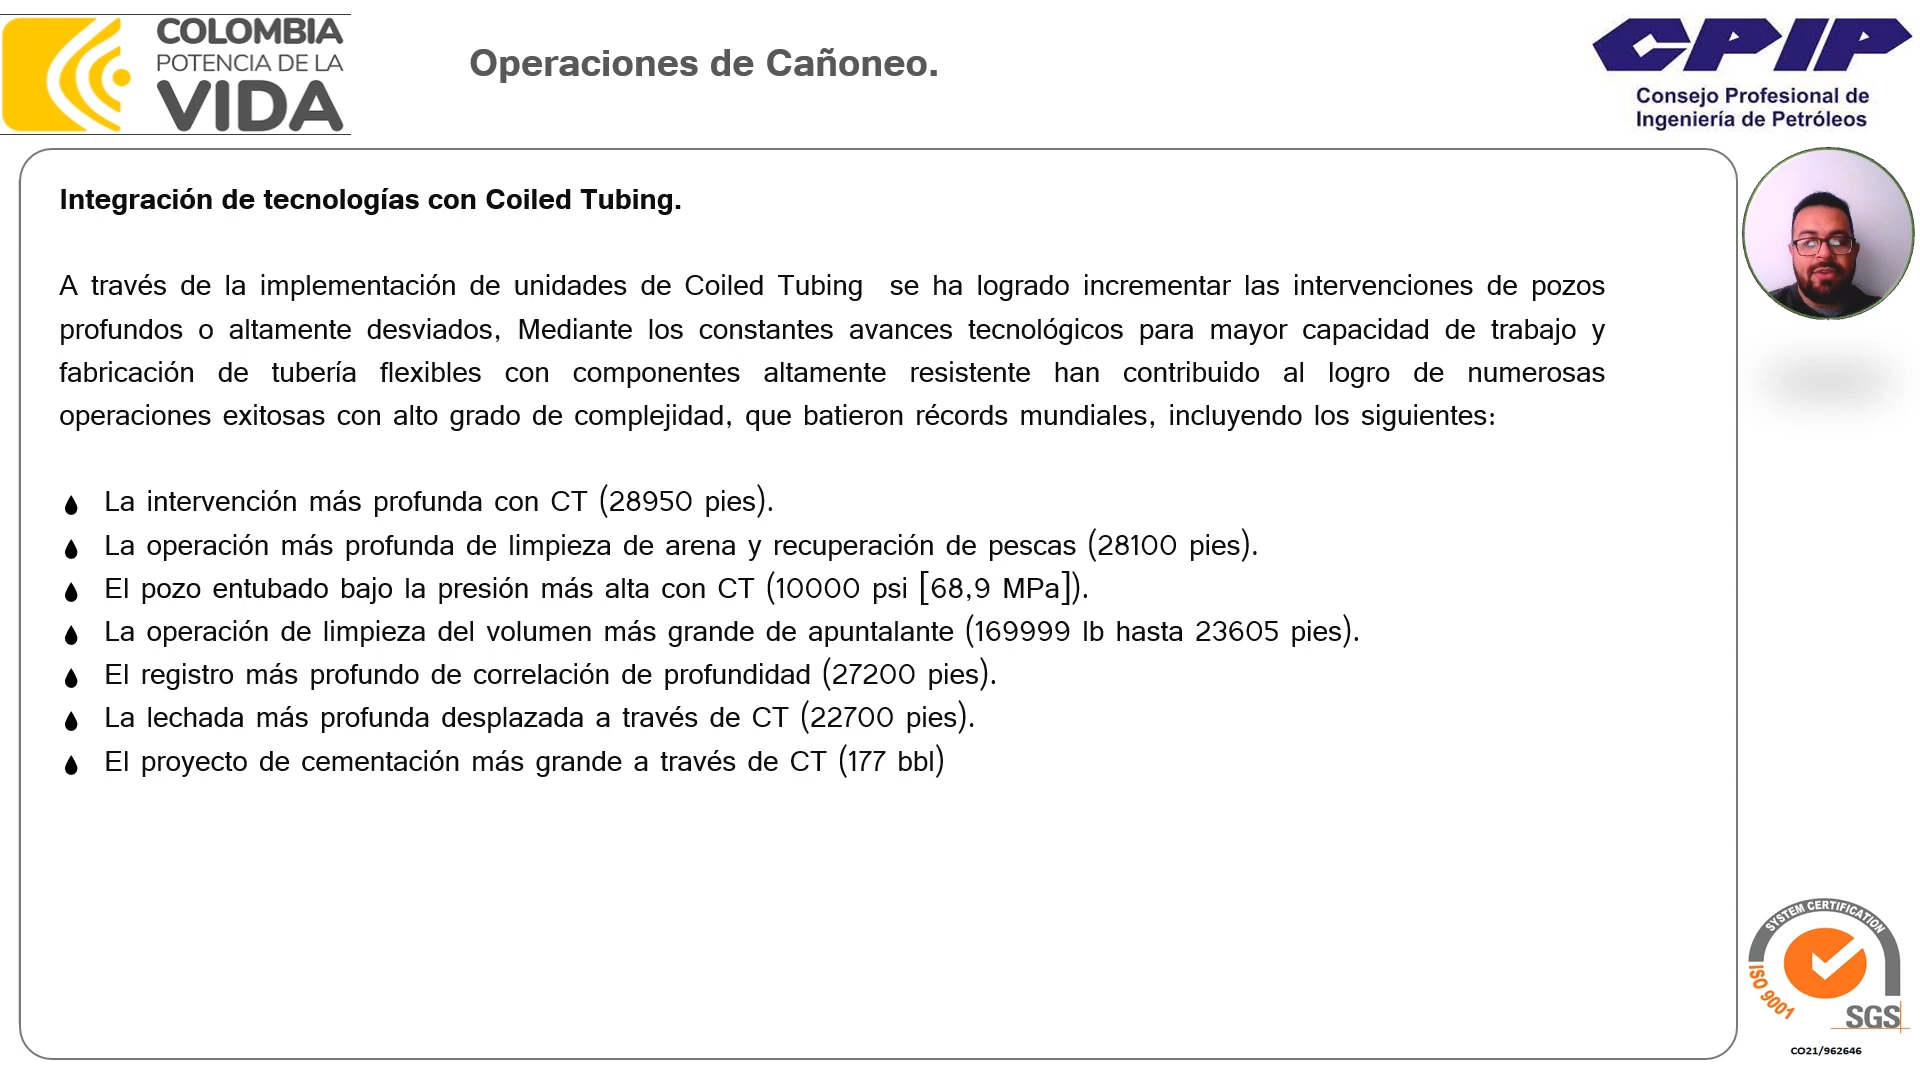 COLOMBIA
POTENCIA DE LA
VIDA
Operaciones de Cañoneo.
CPIP
Consejo Profesional de
Ingeniería de Petróleos
Integración de tecnologías con Coiled Tubing.
A través de la implementación de unidades de Coiled Tubing se ha logrado incrementar las intervenciones de pozos
profundos o altamente desviados, Mediante los constantes avances tecnológicos para mayor capacidad de trabajo y
fabricación de tubería flexibles con componentes altamente resistente han contribuido al logro de numerosas
operaciones exitosas con alto grado de complejidad, que batieron récords mundiales, incluyendo los siguientes:
La intervención más profunda con CT (28950 pies).
La operación más profunda de limpieza de arena y recuperación de pescas (28100 pies).
El pozo entubado bajo la presión más alta con CT (10000 psi [68,9 MPa]).
La operación de limpieza del volumen más grande de apuntalante (169999 lb hasta 23605 pies).
El registro más profundo de correlación de profundidad (27200 pies).
La lechada más profunda desplazada a través de CT (22700 pies).
El proyecto de cementación más grande a través de CT (177 bbl)
SYSTEM CERTIFICATION
ISO 9001
SGS
CO21/962646